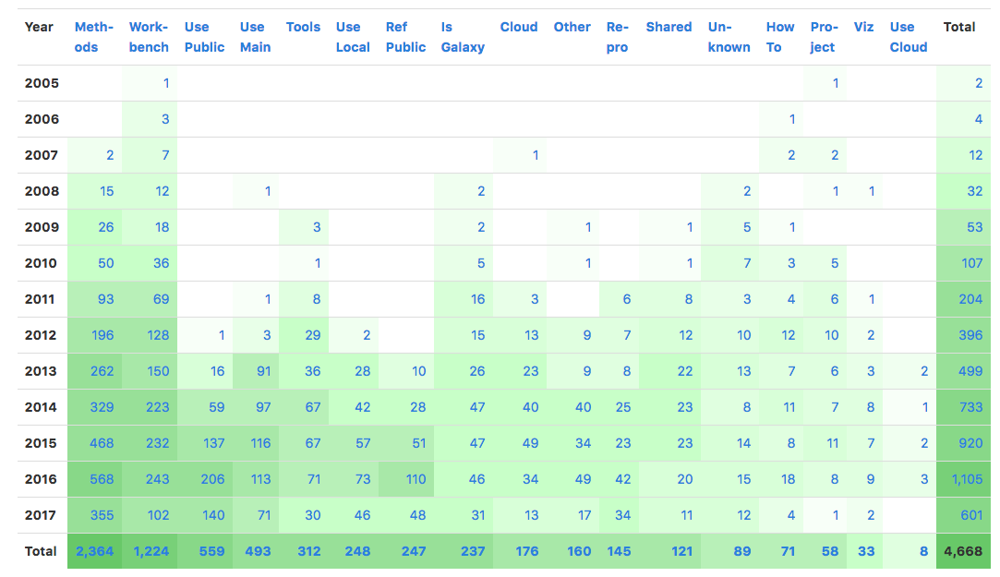 Year Meth- Work- Use Use Tools Use Ref Is Cloud Other Re- Shared Un- How Pro- Viz Use Total
ods bench Public Main Local Public Galaxy pro known To ject Cloud
2005 1 1 2
2006 3 1 4
2007 2 7 1 2 2 12
2008 15 12 1 2 2 1 1 32
2009 26 18 3 2 1 1 5 1 53
2010 50 36 1 5 1 1 7 3 5 107
2011 93 69 1 8 16 3 6 8 3 4 6 1 204
2012 196 128 1 3 29 2 15 13 9 7 12 10 12 10 2 396
2013 262 150 16 91 36 28 10 26 23 9 8 22 13 7 6 3 2 499
2014 329 223 59 97 67 42 28 47 40 40 25 23 8 11 7 8 1 733
2015 468 232 137 116 67 57 51 47 49 34 23 23 14 8 11 7 2 920
2016 568 243 206 113 71 73 110 46 34 49 42 20 15 18 8 9 3 1,105
2017 355 102 140 71 30 46 48 31 13 17 34 11 12 4 1 2 601
Total 2,364 1,224 559 493 312 248 247 237 176 160 145 121 89 71 58 33 8 4,668